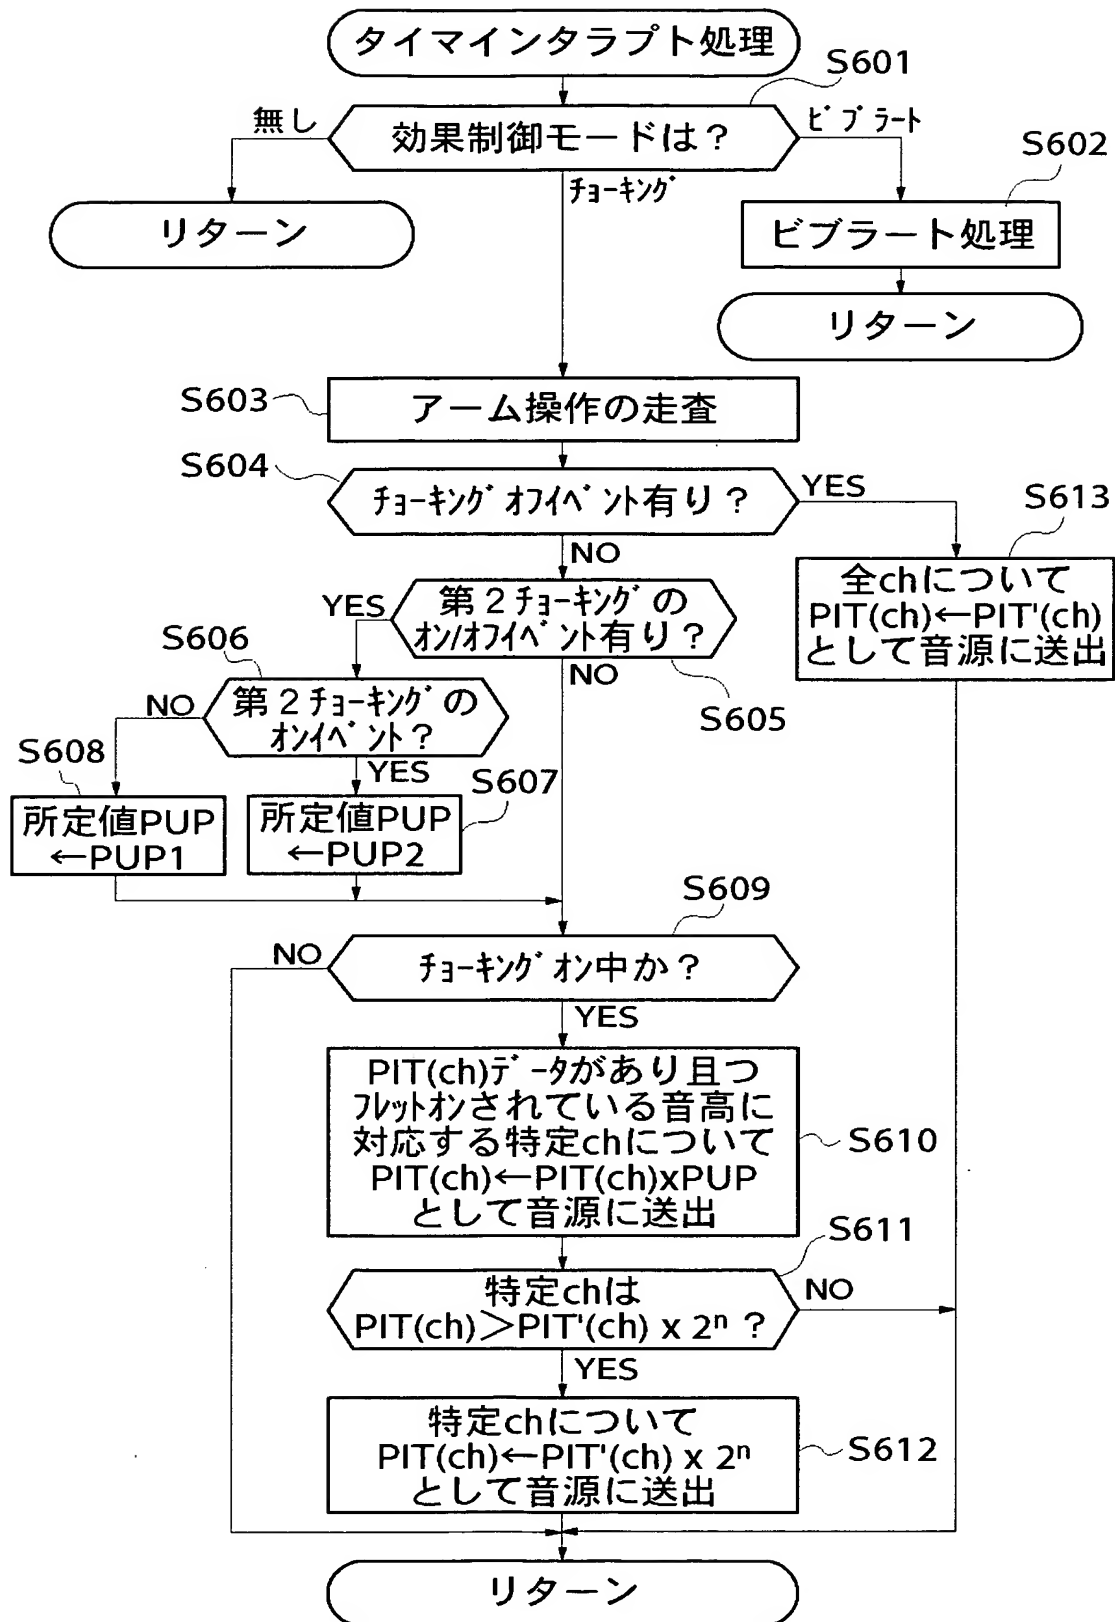 タイマインタラプト処理
S601
無し
効果制御モードは？
ﾋﾞﾌﾞﾗｰﾄ
S602
ﾁｮｰｷﾝｸﾞ
リターン
ビブラート処理
リターン
S603
アーム操作の走査
S604
ﾁｮｰｷﾝｸﾞｵﾌｲﾍﾞﾝﾄ有り？
YES
S613
NO
全chについて
PIT(ch)←PIT'(ch)
として音源に送出
YES
第２ﾁｮｰｷﾝｸﾞの
ｵﾝ/ｵﾌｲﾍﾞﾝﾄ有り？
S606
NO
S605
NO
第２ﾁｮｰｷﾝｸﾞの
ｵﾝｲﾍﾞﾝﾄ？
S608
YES
S607
所定値PUP
←PUP1
所定値PUP
←PUP2
S609
NO
ﾁｮｰｷﾝｸﾞｵﾝ中か？
YES
PIT(ch)ﾃﾞｰﾀがあり且つ
ﾌﾚｯﾄｵﾝされている音高に
対応する特定chについて
PIT(ch)←PIT(ch)xPUP
として音源に送出
S610
S611
特定chは
PIT(ch)＞PIT'(ch) x 2ⁿ ？
NO
YES
特定chについて
PIT(ch)←PIT'(ch) x 2ⁿ
として音源に送出
S612
リターン